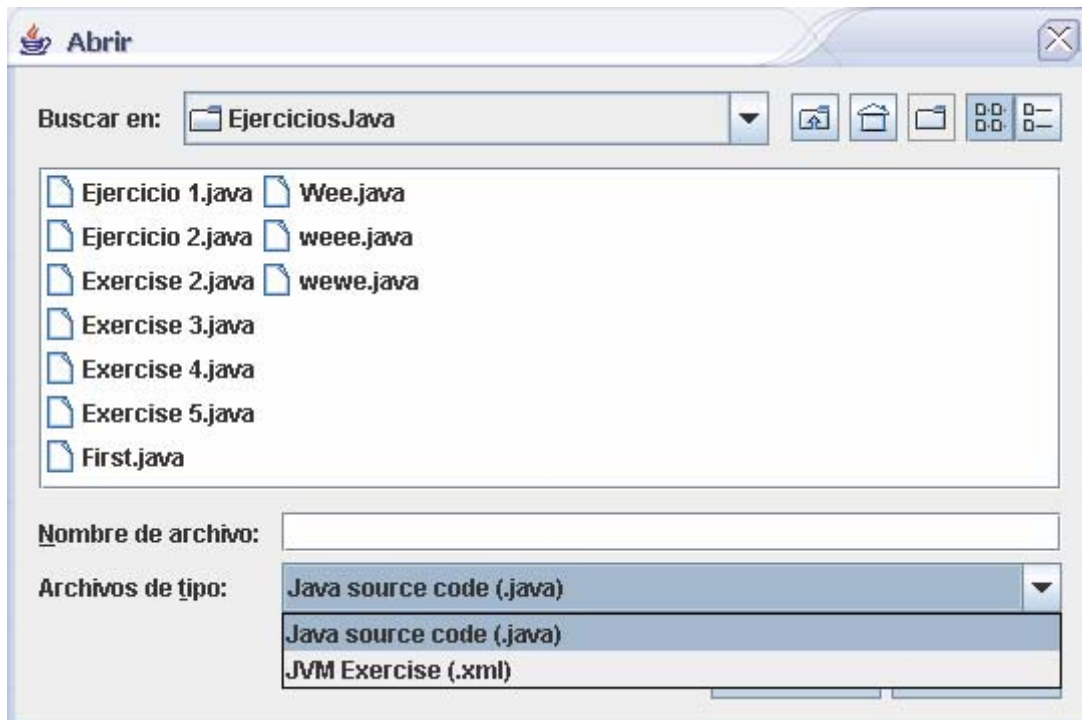 Abrir
Buscar en: EjerciciosJava
Ejercicio 1.java Wee.java
Ejercicio 2.java weee.java
Exercise 2.java wewe.java
Exercise 3.java
Exercise 4.java
Exercise 5.java
First.java
Nombre de archivo:
Archivos de tipo: Java source code (.java)
Java source code (.java)
JVM Exercise (.xml)